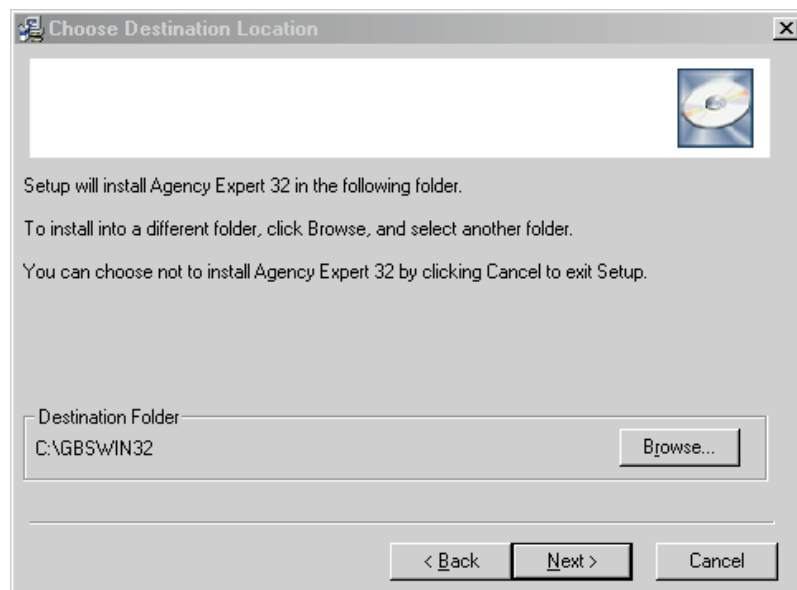 Choose Destination Location
Setup will install Agency Expert 32 in the following folder.
To install into a different folder, click Browse, and select another folder.
You can choose not to install Agency Expert 32 by clicking Cancel to exit Setup.
Destination Folder
C:\GBSWIN32
Browse...
< Back
Next >
Cancel